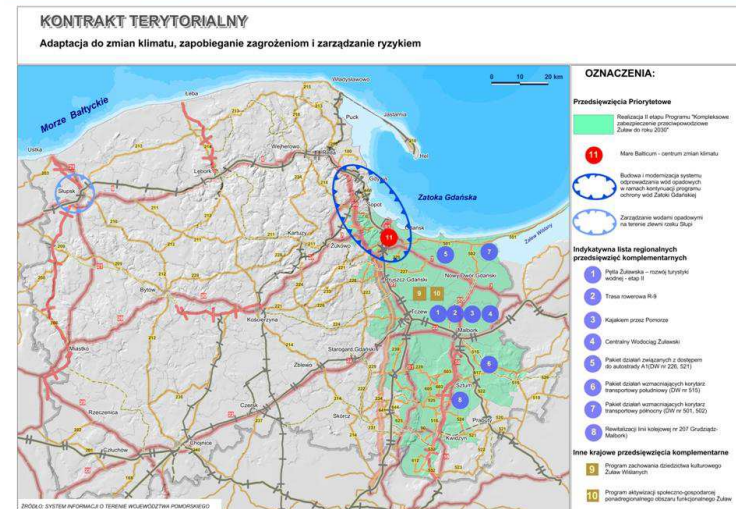 KONTRAKT TERYTORIALNY
Adaptacja do zmian klimatu, zapobieganie zagrożeniom i zarządzanie ryzykiem
Morze Bałtyckie
Zatoka Gdańska
Zalew Wiślany
0 10 20 km
Władysławowo
Łeba
Puck
Jastarnia
Hel
Ustka
Wejherowo
Reda
Gdynia
Sopot
Gdańsk
Słupsk
Lębork
Kartuzy
Żukowo
Pruszcz Gdański
Nowy Dwór Gdański
Bytów
Kościerzyna
Tczew
Malbork
Miastko
Starogard Gdański
Zblewo
Sztum
Rzeczenica
Czersk
Skórcz
Prabuty
Człuchów
Chojnice
Kwidzyn
ŹRÓDŁO: SYSTEM INFORMACJI O TERENIE WOJEWÓDZTWA POMORSKIEGO
OZNACZENIA:
Przedsięwzięcia Priorytetowe
Realizacja II etapu Programu "Kompleksowe
zabezpieczenie przeciwpowodziowe
Żuław do roku 2030"
11 Mare Balticum - centrum zmian klimatu
Budowa i modernizacja systemu
odprowadzania wód opadowych
w ramach kontynuacji programu
ochrony wód Zatoki Gdańskiej
Zarządzanie wodami opadowymi
na terenie zlewni rzeki Słupi
Indykatywna lista regionalnych
przedsięwzięć komplementarnych
1 Pętla Żuławska – rozwój turystyki
wodnej - etap II
2 Trasa rowerowa R-9
3 Kajakiem przez Pomorze
4 Centralny Wodociąg Żuławski
5 Pakiet działań związanych z dostępem
do autostrady A1(DW nr 226, 521)
6 Pakiet działań wzmacniających korytarz
transportowy południowy (DW nr 515)
7 Pakiet działań wzmacniających korytarz
transportowy północny (DW nr 501, 502)
8 Rewitalizacji linii kolejowej nr 207 Grudziądz-
Malbork)
Inne krajowe przedsięwzięcia komplementarne
9 Program zachowania dziedzictwa kulturowego
Żuław Wiślanych
10 Program aktywizacji społeczno-gospodarcej
ponadregionalnego obszaru funkcjonalnego Żuław